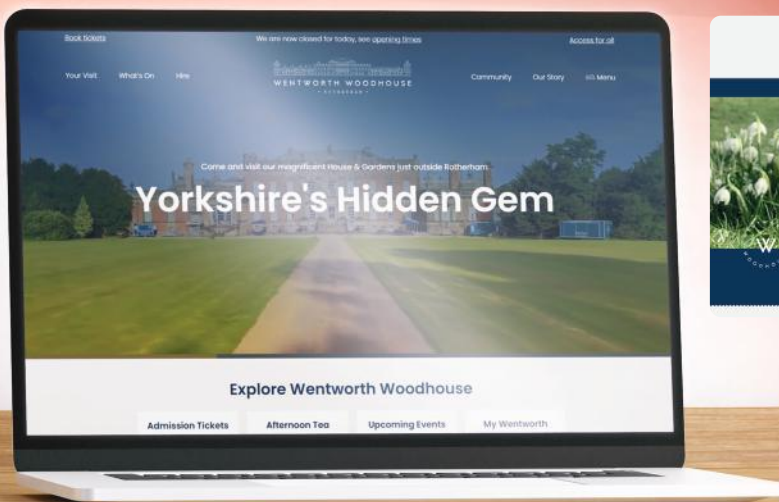 Book tickets
We are now closed for today, see opening times
Access for all
Your Visit
What's On
Hire
WENTWORTH WOODHOUSE
ROTHERHAM
Community
Our Story
Menu
Come and visit our magnificent House & Gardens just outside Rotherham.
Yorkshire's Hidden Gem
Explore Wentworth Woodhouse
Admission Tickets
Afternoon Tea
Upcoming Events
My Wentworth
W